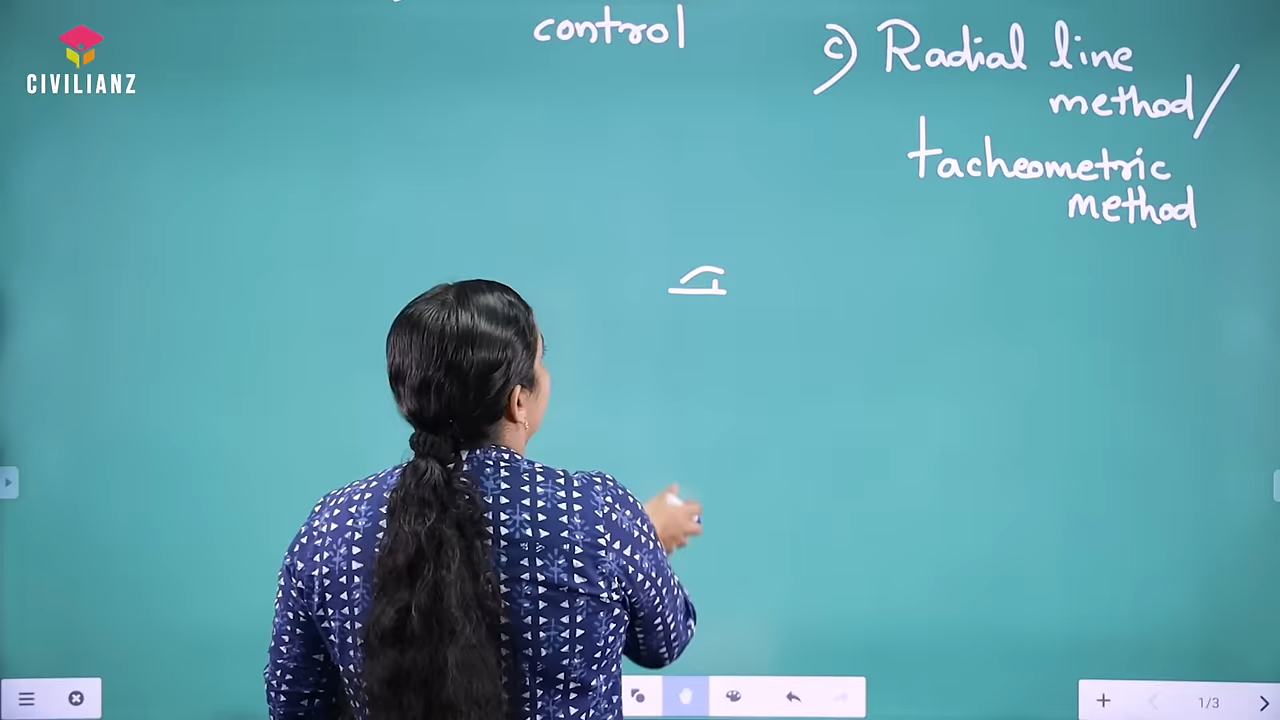 CIVILIANZ
control
c) Radial line
method/
tacheometric
method
1/3